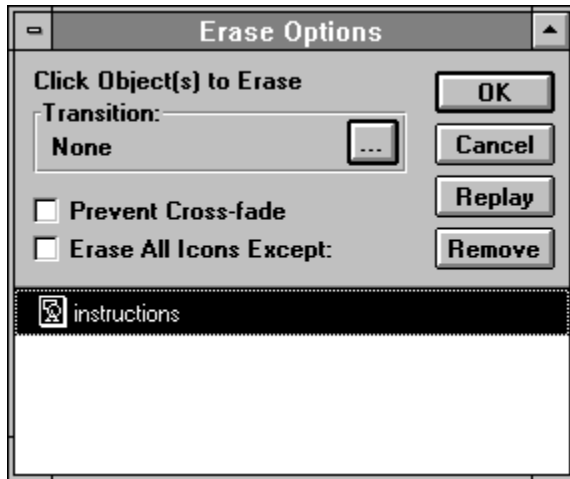 Erase Options
Click Object(s) to Erase
Transition:
None
...
Prevent Cross-fade
Erase All Icons Except:
OK
Cancel
Replay
Remove
instructions